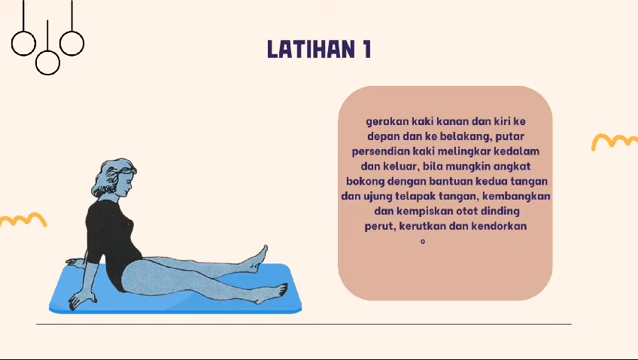 LATIHAN 1
gerakan kaki kanan dan kiri ke
depan dan ke belakang, putar
persendian kaki melingkar kedalam
dan keluar, bila mungkin angkat
bokong dengan bantuan kedua tangan
dan ujung telapak tangan, kembangkan
dan kempiskan otot dinding
perut, kerutkan dan kendorkan